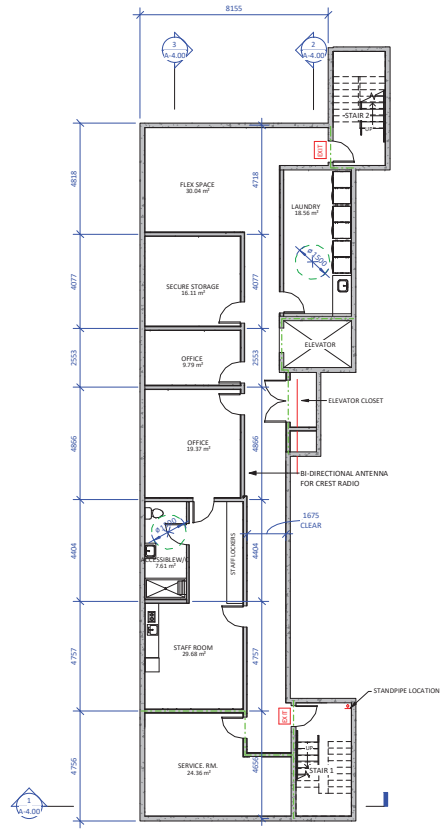 8155
3
A-4.00
2
A-4.00
STAIR 2
UP
EXIT
4818
4718
FLEX SPACE
30.04 m²
LAUNDRY
18.56 m²
ø1500
4077
4077
SECURE STORAGE
16.11 m²
ELEVATOR
2553
2553
OFFICE
9.79 m²
ELEVATOR CLOSET
4866
4866
OFFICE
19.37 m²
BI-DIRECTIONAL ANTENNA
FOR CREST RADIO
1675
CLEAR
4404
4404
STAFF LOCKERS
ACCESSIBLE W/
7.61 m²
4757
4757
STAFF ROOM
29.68 m²
STANDPIPE LOCATION
EXIT
UP
STAIR 1
4756
4656
SERVICE. RM.
24.36 m²
1
A-4.00